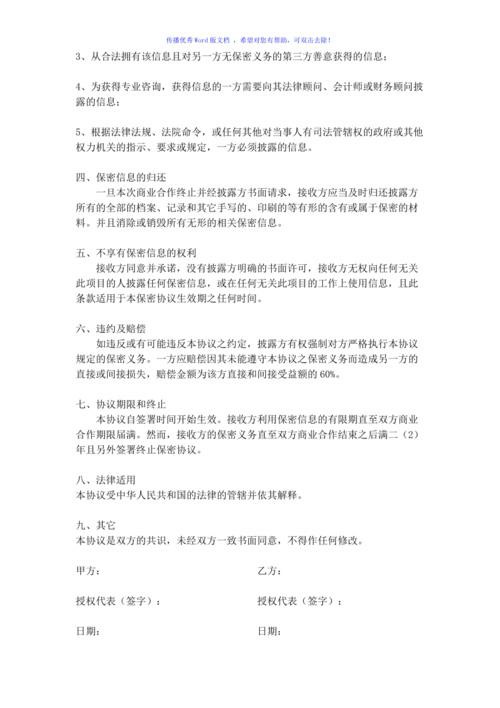 传播优秀Word版文档 ，希望对您有帮助，可双击去除！
3、从合法拥有该信息且对另一方无保密义务的第三方善意获得的信息；
4、为获得专业咨询，获得信息的一方需要向其法律顾问、会计师或财务顾问披
露的信息；
5、根据法律法规、法院命令，或任何其他对当事人有司法管辖权的政府或其他
权力机关的指示、要求或规定，一方必须披露的信息。
四、保密信息的归还
一旦本次商业合作终止并经披露方书面请求，接收方应当及时归还披露方
所有的全部的档案、记录和其它手写的、印刷的等有形的含有或属于保密的材
料。并且消除或销毁所有无形的相关保密信息。
五、不享有保密信息的权利
接收方同意并承诺，没有披露方明确的书面许可，接收方无权向任何无关
此项目的人披露任何保密信息，或在任何无关此项目的工作上使用信息，且此
条款适用于本保密协议生效期之任何时间。
六、违约及赔偿
如违反或有可能违反本协议之约定，披露方有权强制对方严格执行本协议
规定的保密义务。一方应赔偿因其未能遵守本协议之保密义务而造成另一方的
直接或间接损失，赔偿金额为该方直接和间接受益额的 60%。
七、协议期限和终止
本协议自签署时间开始生效。接收方利用保密信息的有限期直至双方商业
合作期限届满。然而，接收方的保密义务直至双方商业合作结束之后满二（2）
年且另外签署终止保密协议。
八、法律适用
本协议受中华人民共和国的法律的管辖并依其解释。
九、其它
本协议是双方的共识，未经双方一致书面同意，不得作任何修改。
甲方： 乙方：
授权代表（签字）： 授权代表（签字）：
日期： 日期：